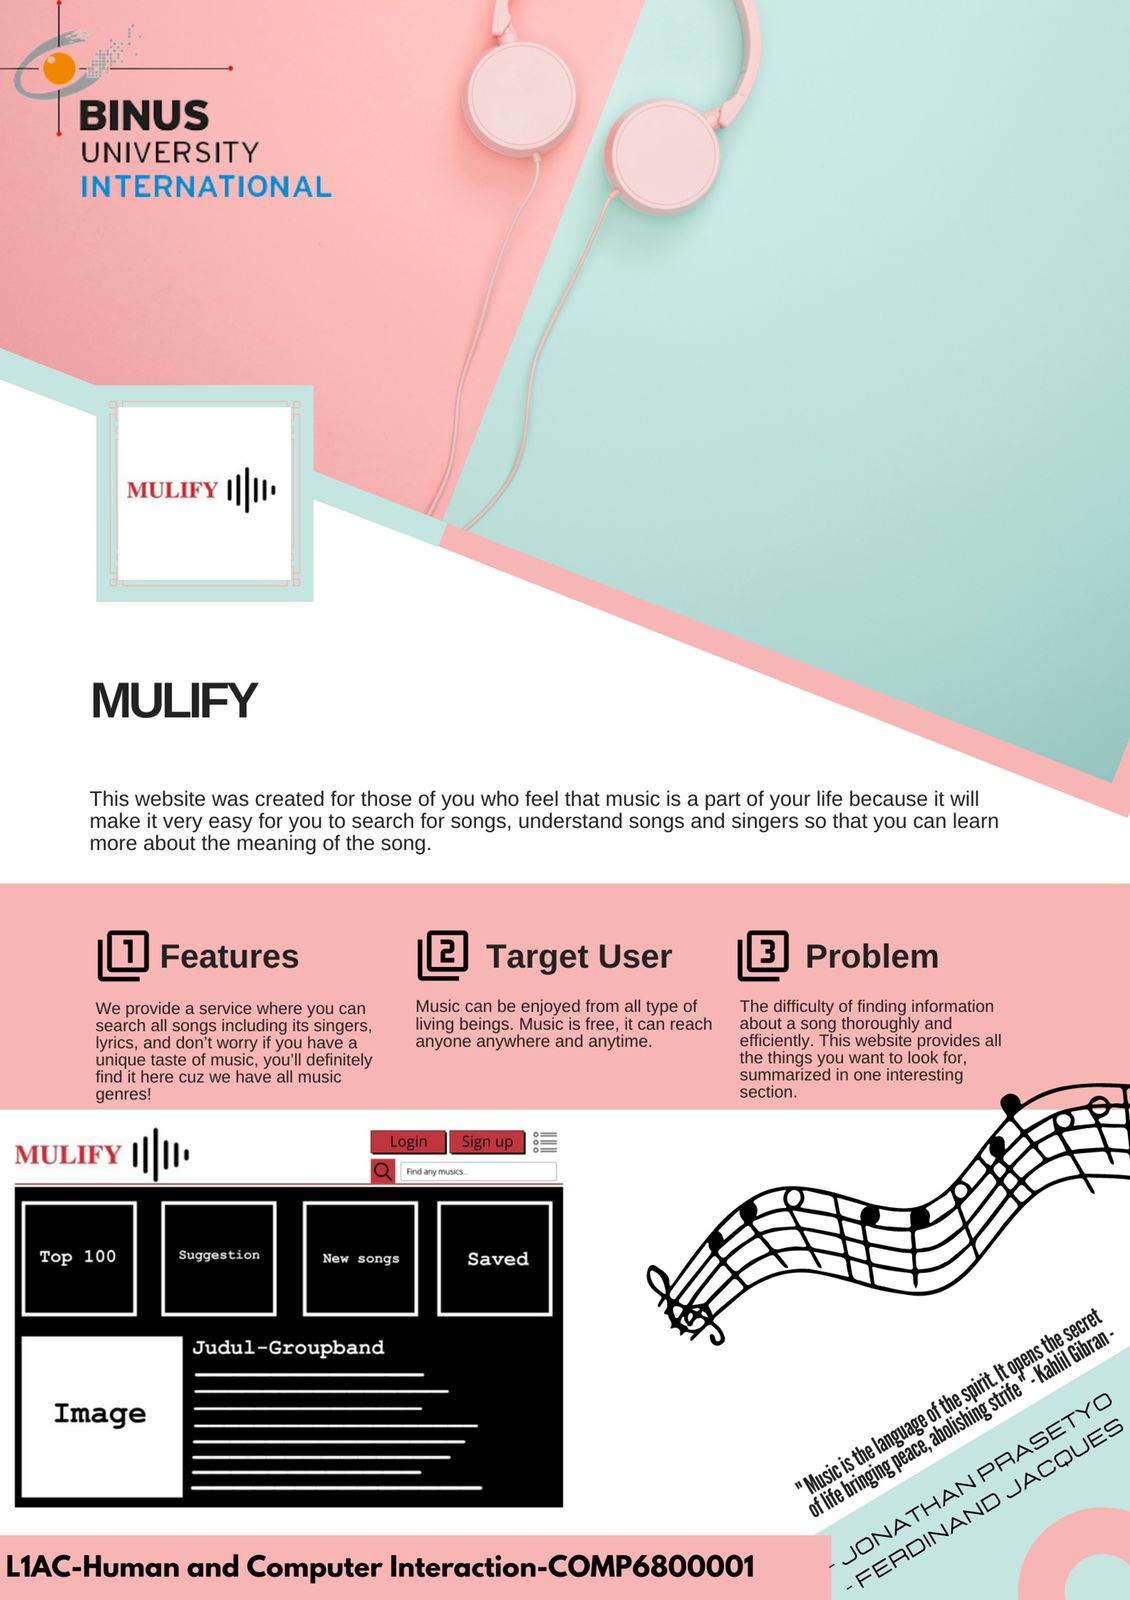 BINUS
UNIVERSITY
INTERNATIONAL
MULIFY
MULIFY
This website was created for those of you who feel that music is a part of your life because it will
make it very easy for you to search for songs, understand songs and singers so that you can learn
more about the meaning of the song.
1 Features
We provide a service where you can
search all songs including its singers,
lyrics, and don't worry if you have a
unique taste of music, you'll definitely
find it here cuz we have all music
genres!
2 Target User
Music can be enjoyed from all type of
living beings. Music is free, it can reach
anyone anywhere and anytime.
3 Problem
The difficulty of finding information
about a song thoroughly and
efficiently. This website provides all
the things you want to look for,
summarized in one interesting
section.
MULIFY
Login
Sign up
Find any musics...
Top 100
Suggestion
New songs
Saved
Judul-Groupband
Image
" Music is the language of the spirit. It opens the secret
of life bringing peace, abolishing strife" - Kahlil Gibran -
- JONATHAN PRASETYO
- FERDINAND JACQUES
L1AC-Human and Computer Interaction-COMP6800001